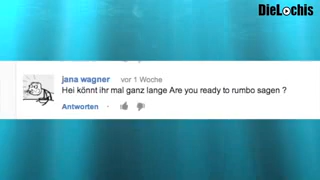 DieLochis
jana wagner vor 1 Woche
Hei könnt ihr mal ganz lange Are you ready to rumbo sagen ?
Antworten